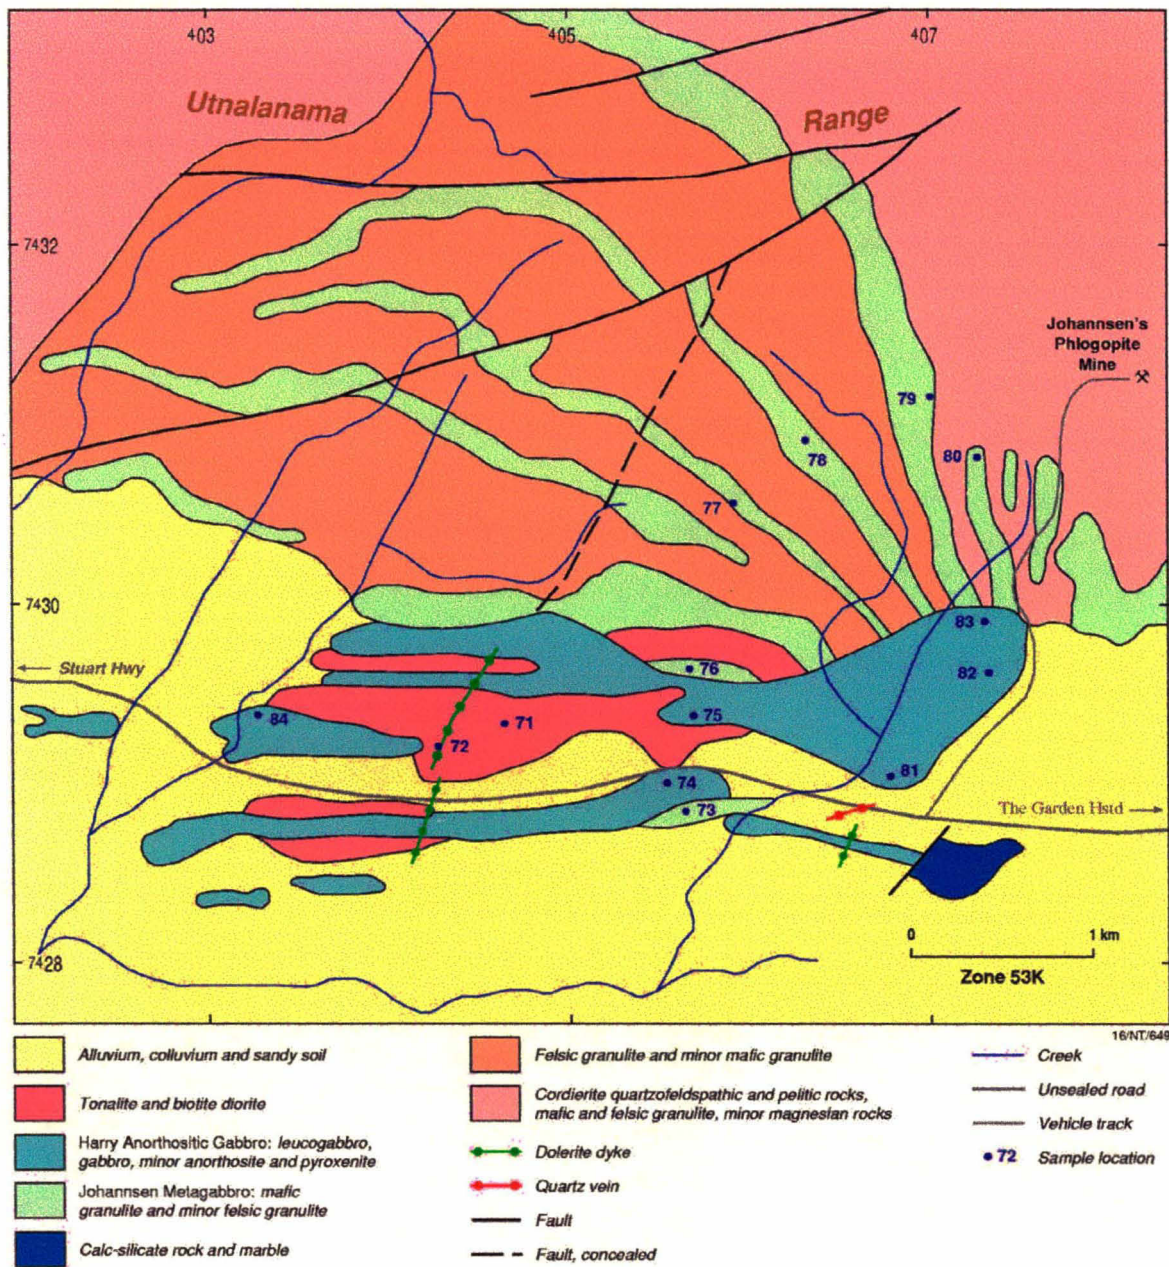 403 405 407
Utnalanama Range
7432
Johannsen's
Phlogopite
Mine
79
78 80
77
7430
83
Stuart Hwy
76
82
84 71 75
72
81
74
73 The Garden Hstd
0 1 km
7428
Zone 53K
16/NT/649
Alluvium, colluvium and sandy soil
Tonalite and biotite diorite
Harry Anorthositic Gabbro: leucogabbro,
gabbro, minor anorthosite and pyroxenite
Johannsen Metagabbro: mafic
granulite and minor felsic granulite
Calc-silicate rock and marble
Felsic granulite and minor mafic granulite
Cordierite quartzofeldspathic and pelitic rocks,
mafic and felsic granulite, minor magnesian rocks
Dolerite dyke
Quartz vein
Fault
Fault, concealed
Creek
Unsealed road
Vehicle track
72 Sample location